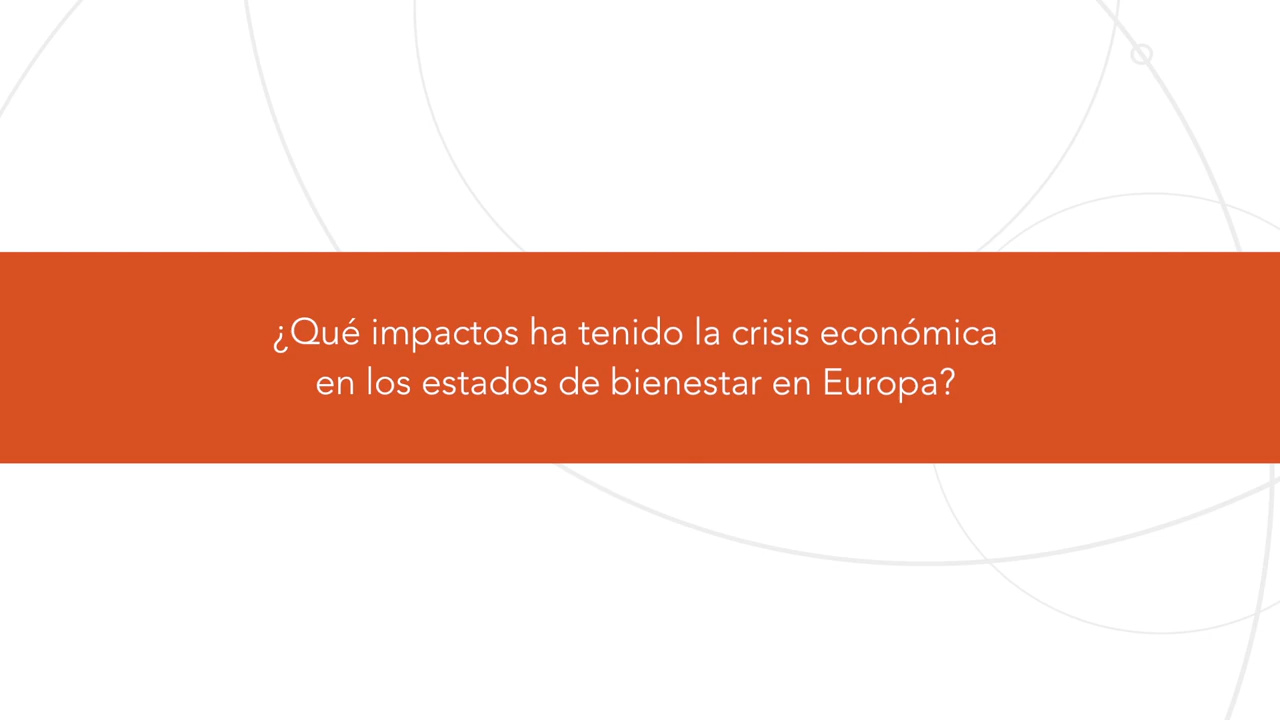 ¿Qué impactos ha tenido la crisis económica
en los estados de bienestar en Europa?